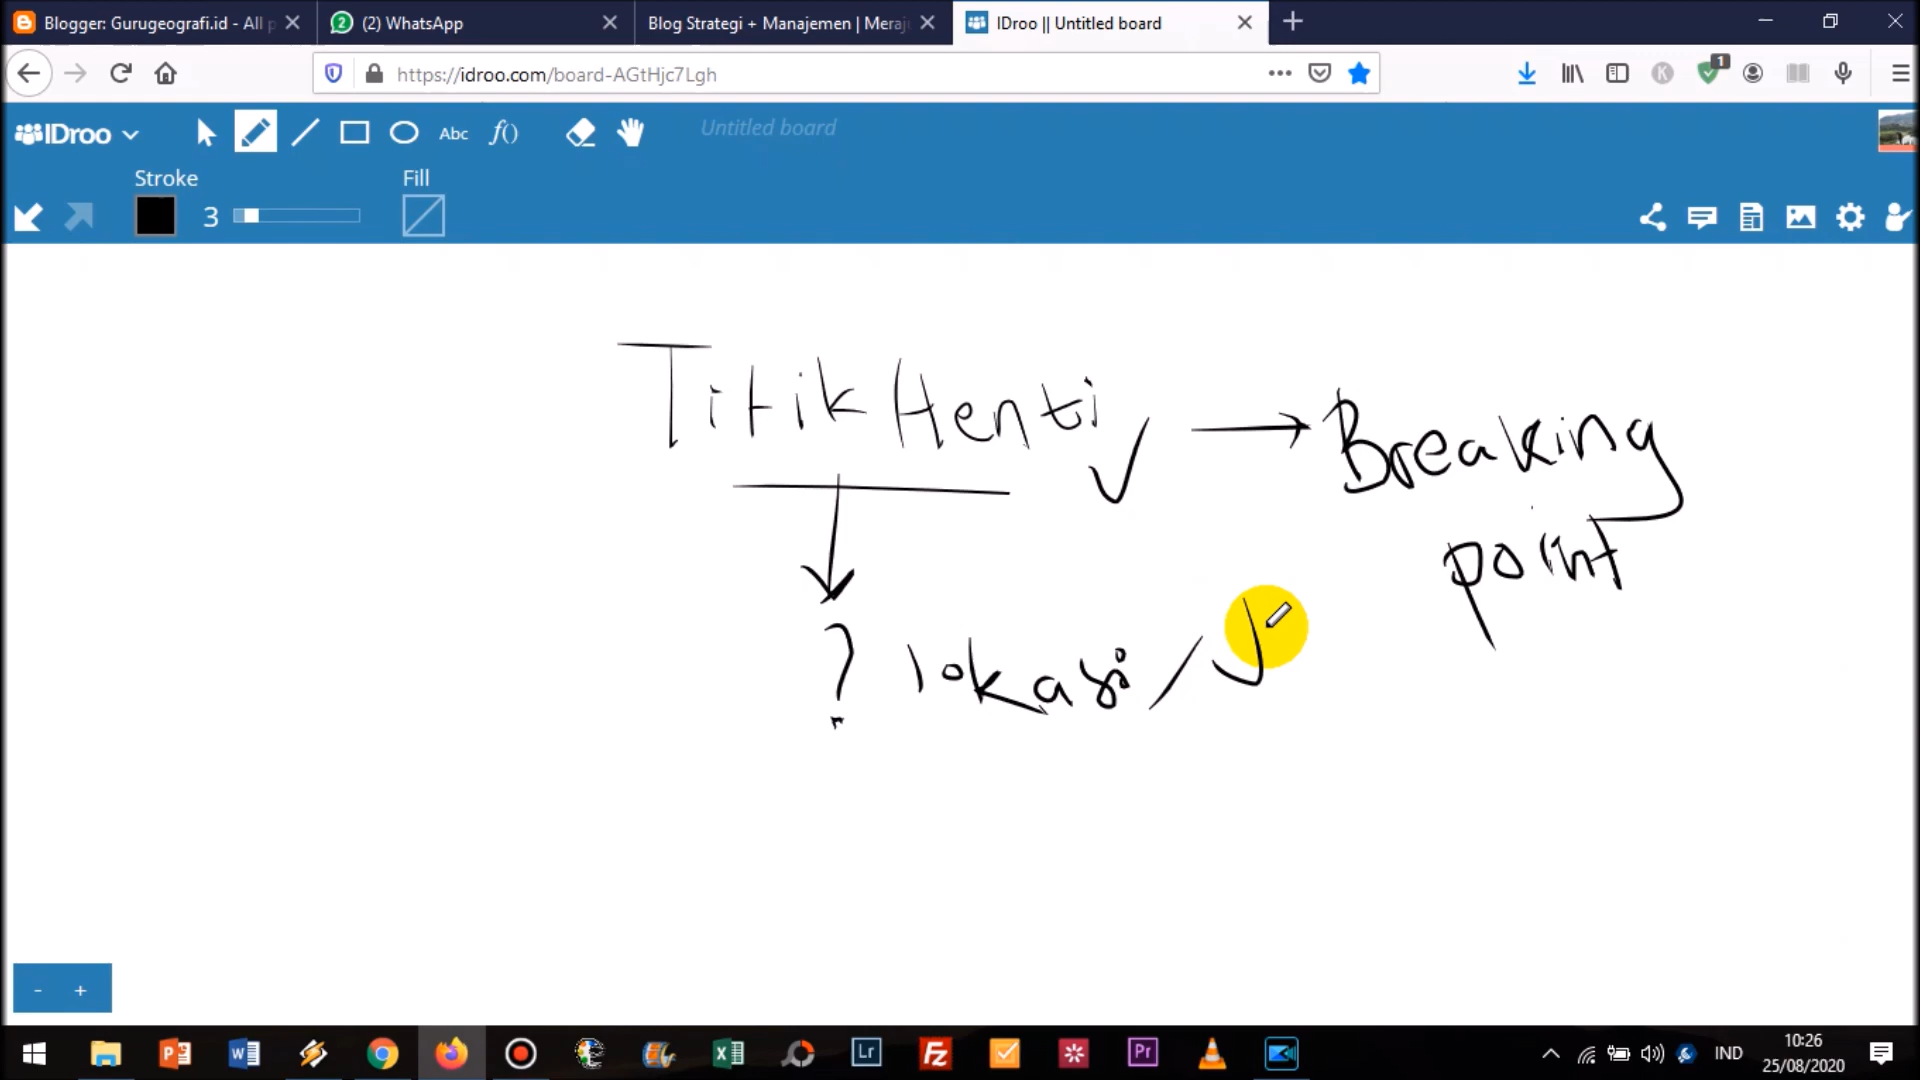 Blogger: Gurugeografi.id - All p
(2) WhatsApp
Blog Strategi + Manajemen | Meraj
IDroo || Untitled board
https://idroo.com/board-AGtHjc7Lgh
1
IDroo
Abc
f()
Untitled board
Stroke
Fill
3
Titik Henti → Breaking
point
? lokasi /
- +
IND
10:26
25/08/2020